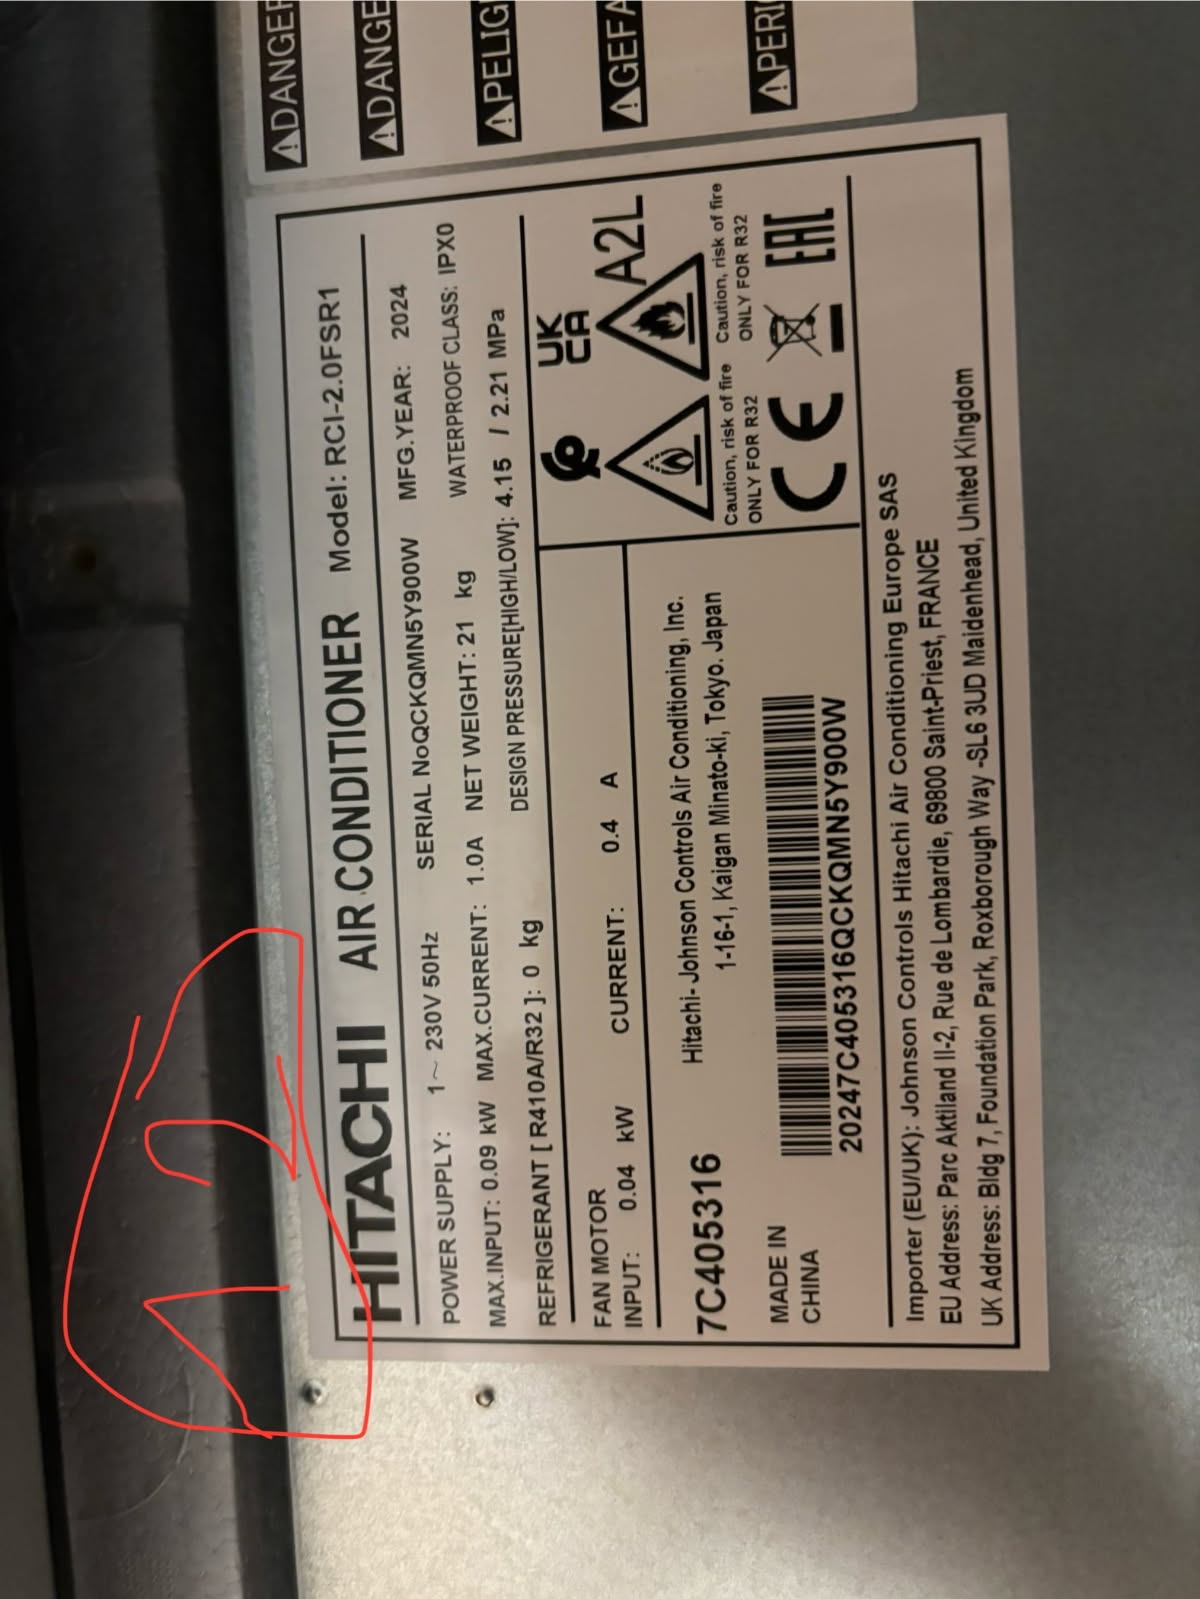 DANGER
DANGE
PELIG
GEFA
PERI
HITACHI AIR CONDITIONER Model: RCI-2.0FSR1
POWER SUPPLY: 1~ 230V 50Hz SERIAL NoQCKQMN5Y900W MFG.YEAR: 2024
MAX.INPUT: 0.09 kW MAX.CURRENT: 1.0A NET WEIGHT: 21 kg WATERPROOF CLASS: IPX0
REFRIGERANT [ R410A/R32 ]: 0 kg DESIGN PRESSURE[HIGH/LOW]: 4.15 / 2.21 MPa
FAN MOTOR
INPUT: 0.04 kW CURRENT: 0.4 A
UK
CA
A2L
Caution, risk of fire
ONLY FOR R32
Caution, risk of fire
ONLY FOR R32
CE
EAC
7C405316
Hitachi- Johnson Controls Air Conditioning, Inc.
1-16-1, Kaigan Minato-ki, Tokyo. Japan
MADE IN
CHINA
20247C405316QCKQMN5Y900W
Importer (EU/UK): Johnson Controls Hitachi Air Conditioning Europe SAS
EU Address: Parc Aktiland II-2, Rue de Lombardie, 69800 Saint-Priest, FRANCE
UK Address: Bldg 7, Foundation Park, Roxborough Way -SL6 3UD Maidenhead, United Kingdom